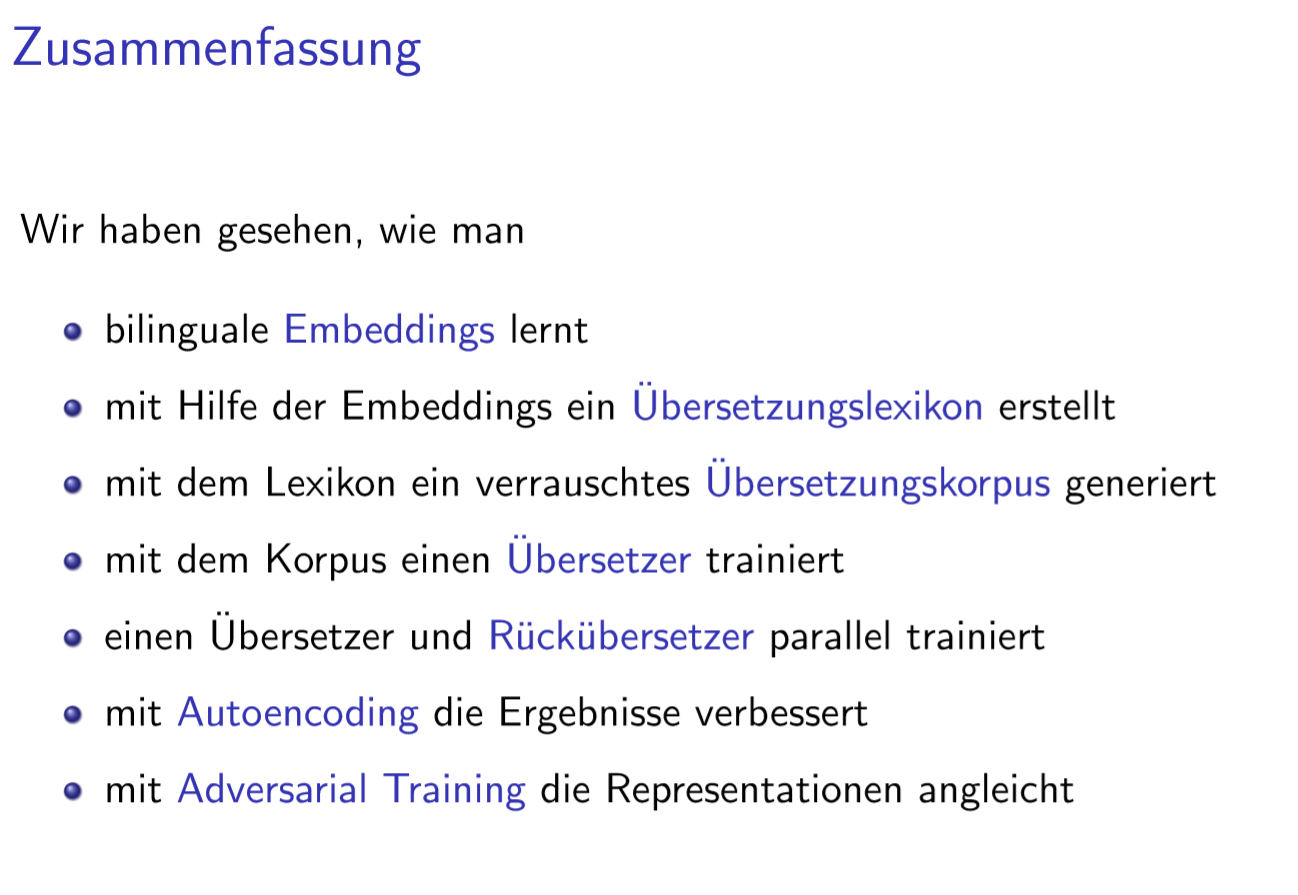 Zusammenfassung
Wir haben gesehen, wie man
bilinguale Embeddings lernt
mit Hilfe der Embeddings ein Übersetzungslexikon erstellt
mit dem Lexikon ein verrauschtes Übersetzungskorpus generiert
mit dem Korpus einen Übersetzer trainiert
einen Übersetzer und Rückübersetzer parallel trainiert
mit Autoencoding die Ergebnisse verbessert
mit Adversarial Training die Representationen angleicht